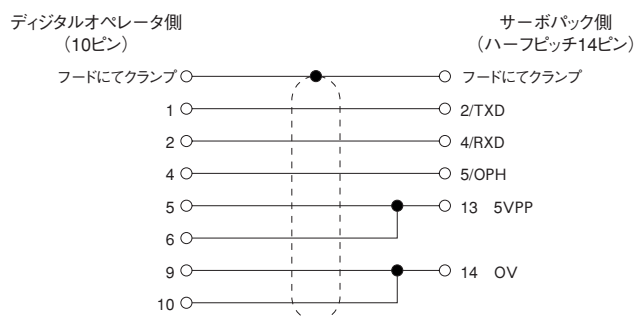 ディジタルオペレータ側 サーボパック側
(10ピン) (ハーフピッチ14ピン)
フードにてクランプ フードにてクランプ
1 2/TXD
2 4/RXD
4 5/OPH
5 13 5VPP
6
9 14 0V
10